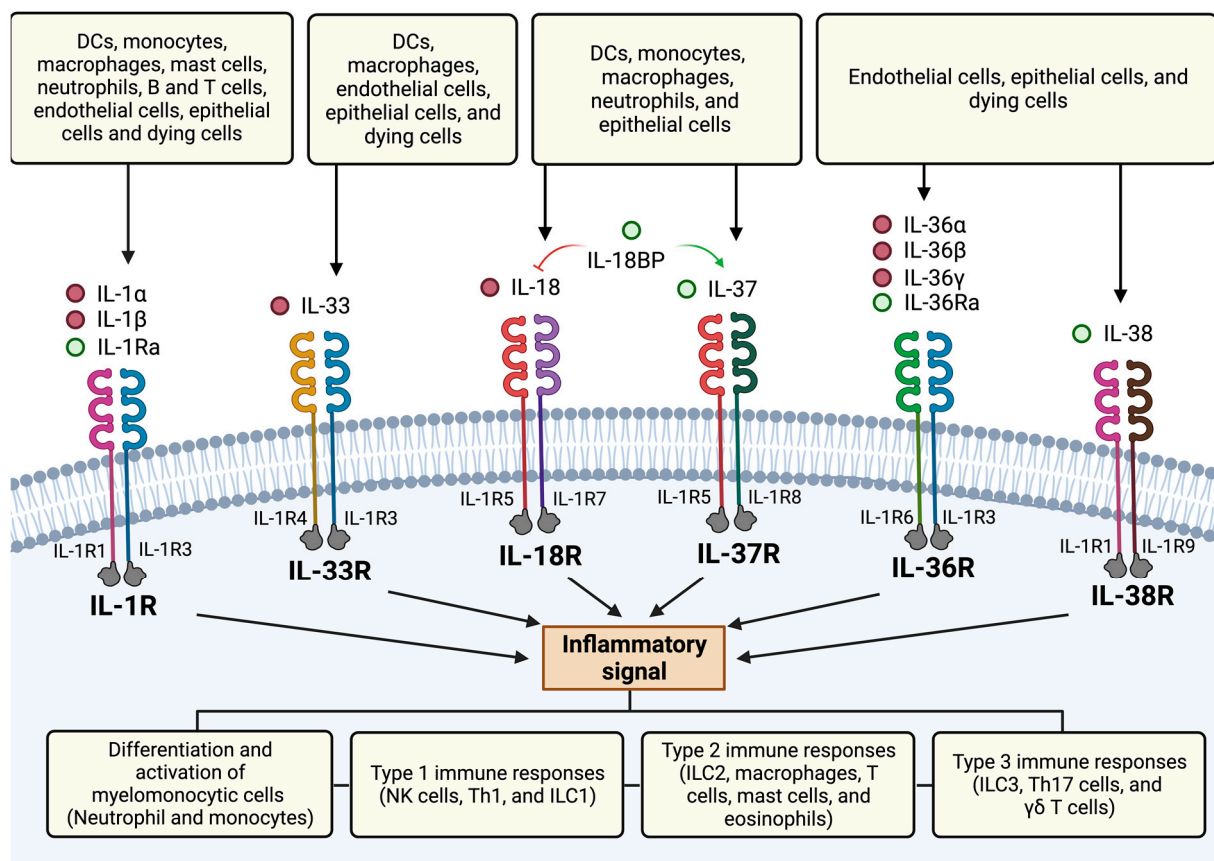 DCs, monocytes,
macrophages, mast cells,
neutrophils, B and T cells,
endothelial cells, epithelial
cells and dying cells
DCs,
macrophages,
endothelial cells,
epithelial cells, and
dying cells
DCs, monocytes,
macrophages,
neutrophils, and
epithelial cells
Endothelial cells, epithelial cells, and
dying cells
IL-1α
IL-1β
IL-1Ra
IL-33
IL-18BP
IL-18
IL-37
IL-36α
IL-36β
IL-36γ
IL-36Ra
IL-38
IL-1R1
IL-1R3
IL-1R
IL-1R4
IL-1R3
IL-33R
IL-1R5
IL-1R7
IL-18R
IL-1R5
IL-1R8
IL-37R
IL-1R6
IL-1R3
IL-36R
IL-1R1
IL-1R9
IL-38R
Inflammatory
signal
Differentiation and
activation of
myelomonocytic cells
(Neutrophil and monocytes)
Type 1 immune responses
(NK cells, Th1, and ILC1)
Type 2 immune responses
(ILC2, macrophages, T
cells, mast cells, and
eosinophils)
Type 3 immune responses
(ILC3, Th17 cells, and
γδ T cells)